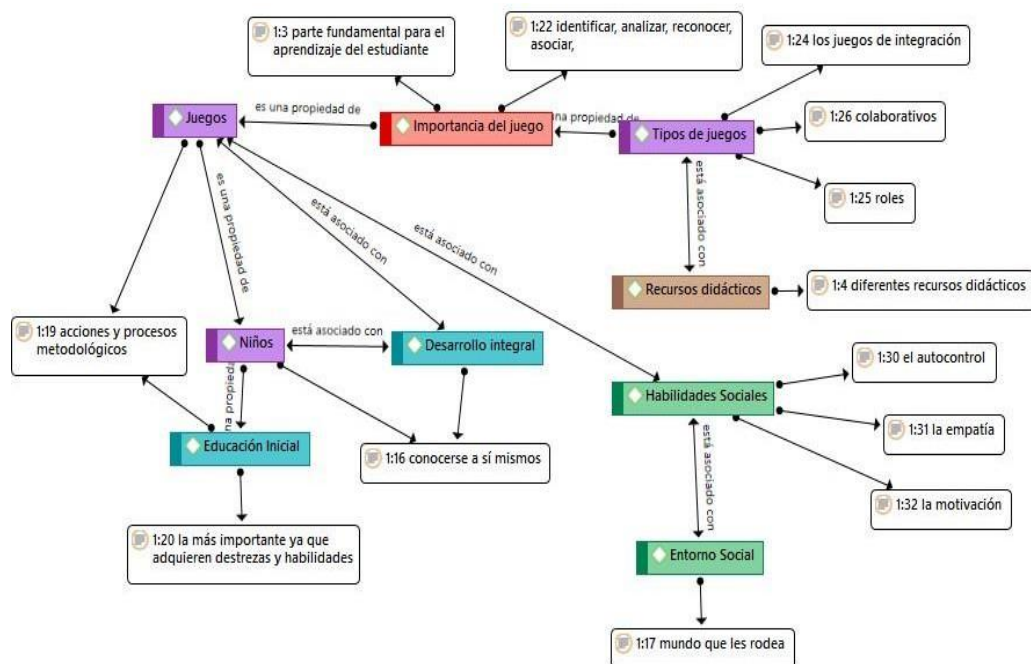 1:3 parte fundamental para el
aprendizaje del estudiante
1:22 identificar, analizar, reconocer,
asociar,
1:24 los juegos de integración
es una propiedad de
Juegos
Importancia del juego
una propiedad de
Tipos de juegos
1:26 colaborativos
1:25 roles
es una propiedad de
está asociado con
está asociado con
está asociado con
Recursos didácticos
1:4 diferentes recursos didácticos
1:19 acciones y procesos
metodológicos
Niños
está asociado con
Desarrollo integral
1:30 el autocontrol
Habilidades Sociales
1:31 la empatía
1:32 la motivación
na propiedad
Educación Inicial
1:16 conocerse a sí mismos
está asociado con
1:20 la más importante ya que
adquieren destrezas y habilidades
Entorno Social
1:17 mundo que les rodea